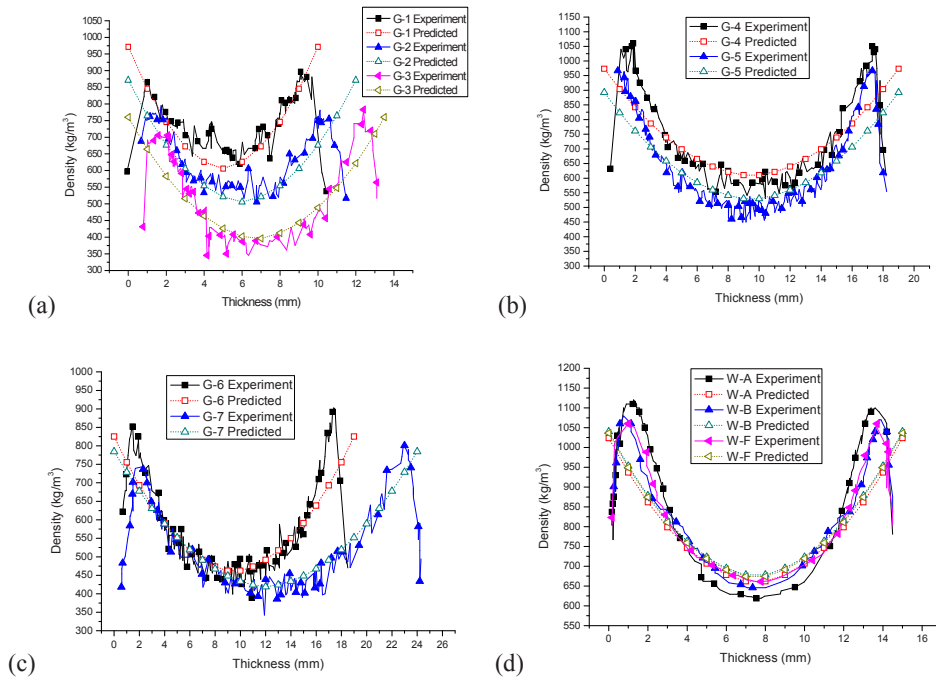 G-1 Experiment
G-1 Predicted
G-2 Experiment
G-2 Predicted
G-3 Experiment
G-3 Predicted
1050
1000
950
900
850
800
750
700
650
600
550
500
450
400
350
300
Density (kg/m³)
0 2 4 6 8 10 12 14
Thickness (mm)
(a)
G-4 Experiment
G-4 Predicted
G-5 Experiment
G-5 Predicted
1150
1100
1050
1000
950
900
850
800
750
700
650
600
550
500
450
400
350
300
Density (kg/m³)
0 2 4 6 8 10 12 14 16 18 20
Thickness (mm)
(b)
G-6 Experiment
G-6 Predicted
G-7 Experiment
G-7 Predicted
1000
950
900
850
800
750
700
650
600
550
500
450
400
350
300
Density (kg/m³)
0 2 4 6 8 10 12 14 16 18 20 22 24 26
Thickness (mm)
(c)
W-A Experiment
W-A Predicted
W-B Experiment
W-B Predicted
W-F Experiment
W-F Predicted
1200
1150
1100
1050
1000
950
900
850
800
750
700
650
600
550
Density (kg/m³)
0 2 4 6 8 10 12 14 16
Thickness (mm)
(d)